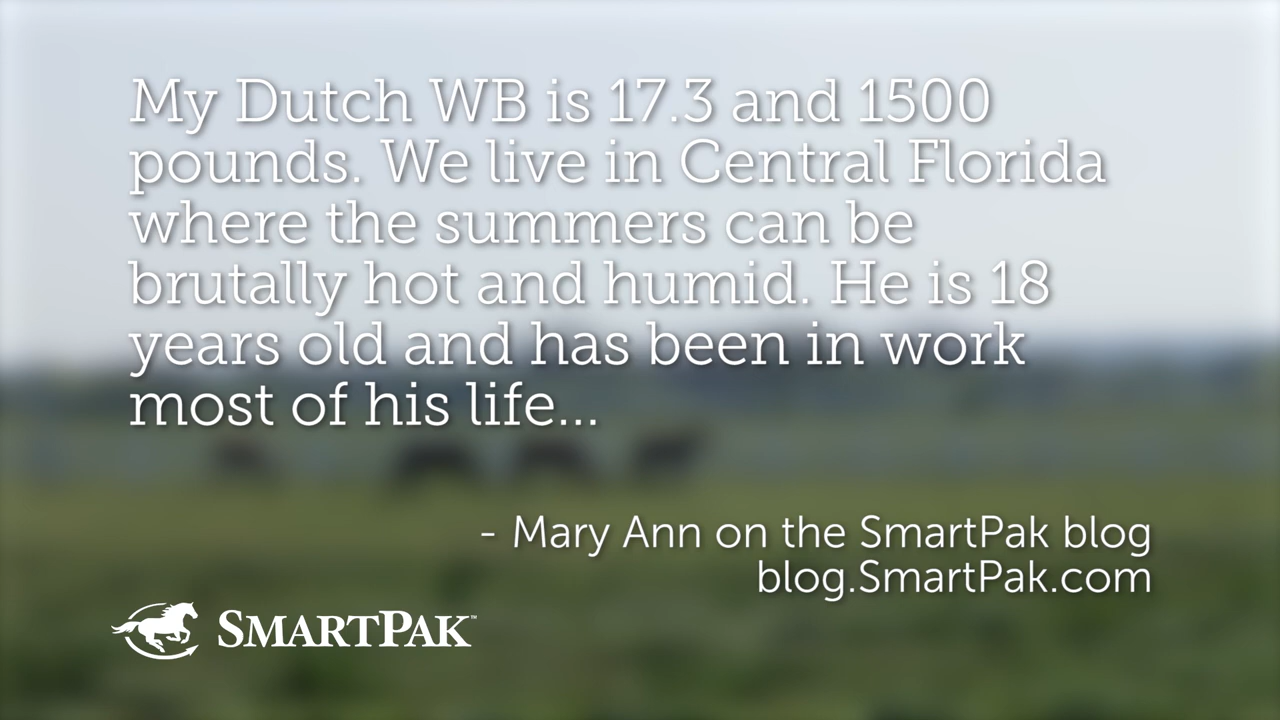 My Dutch WB is 17.3 and 1500
pounds. We live in Central Florida
where the summers can be
brutally hot and humid. He is 18
years old and has been in work
most of his life...
- Mary Ann on the SmartPak blog
blog.SmartPak.com
SMARTPAK™